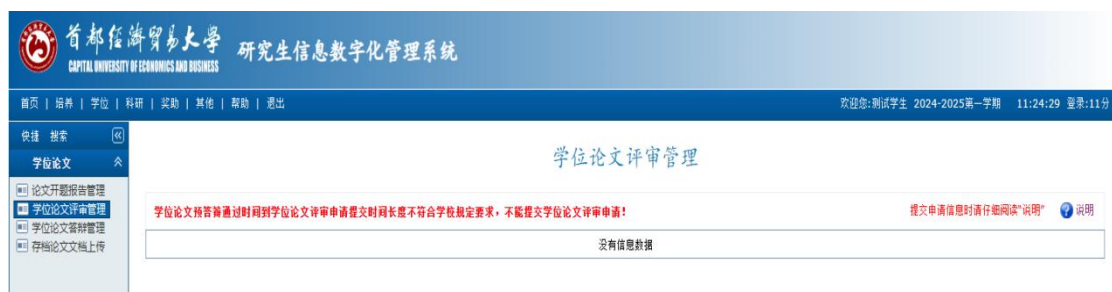 首都经济贸易大学 研究生信息数字化管理系统
CAPITAL UNIVERSITY OF ECONOMICS AND BUSINESS
首页 | 培养 | 学位 | 科研 | 奖助 | 其他 | 帮助 | 退出 欢迎您:测试学生 2024-2025第一学期 11:24:29 登录:11分
快捷 搜索
学位论文
论文开题报告管理
学位论文评审管理
学位论文答辩管理
存档论文文档上传
学位论文评审管理
学位论文预答辩通过时间到学位论文评审申请提交时间长度不符合学校规定要求，不能提交学位论文评审申请！ 提交申请信息时请仔细阅读"说明" 说明
没有信息数据